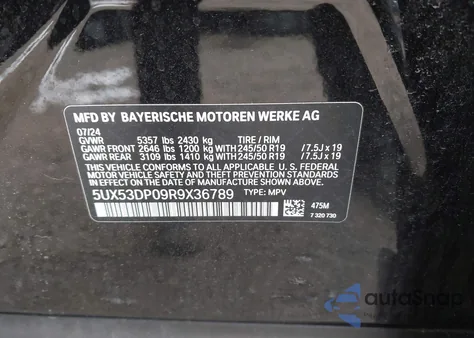 MFD BY BAYERISCHE MOTOREN WERKE AG
07/24
GVWR 5357 lbs 2430 kg TIRE / RIM
GAWR FRONT 2646 lbs 1200 kg WITH 245/50 R19 /7.5J x 19
GAWR REAR 3109 lbs 1410 kg WITH 245/50 R19 /7.5J x 19
THIS VEHICLE CONFORMS TO ALL APPLICABLE U.S. FEDERAL
MOTOR VEHICLE SAFETY STANDARDS IN EFFECT ON THE
DATE OF MANUFACTURE SHOWN ABOVE.
5UX53DP09R9X36789 TYPE: MPV
475M
7 320 730
autoSnap